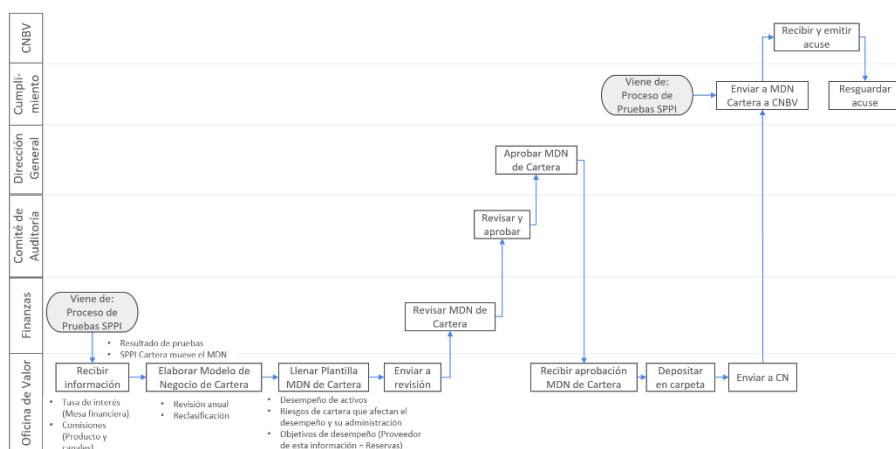 CNBV
Recibir y emitir
acuse
Cumpli-
miento
Viene de:
Proceso de
Pruebas SPPI
Enviar a MDN
Cartera a CNBV
Resguardar
acuse
Dirección
General
Aprobar MDN
de Cartera
Comité de
Auditoría
Revisar y
aprobar
Finanzas
Viene de:
Proceso de
Pruebas SPPI
Revisar MDN de
Cartera
• Resultado de pruebas
• SPPI Cartera mueve el MDN
Oficina de Valor
Recibir
información
Elaborar Modelo de
Negocio de Cartera
Llenar Plantilla
MDN de Cartera
Enviar a
revisión
Recibir aprobación
MDN de Cartera
Depositar
en carpeta
Enviar a CN
• Tasa de interés
(Mesa financiera)
• Comisiones
(Producto y
canales)
• Revisión anual
• Reclasificación
• Desempeño de activos
• Riesgos de cartera que afectan el
desempeño y su administración
• Objetivos de desempeño (Proveedor
de esta información = Reservas)